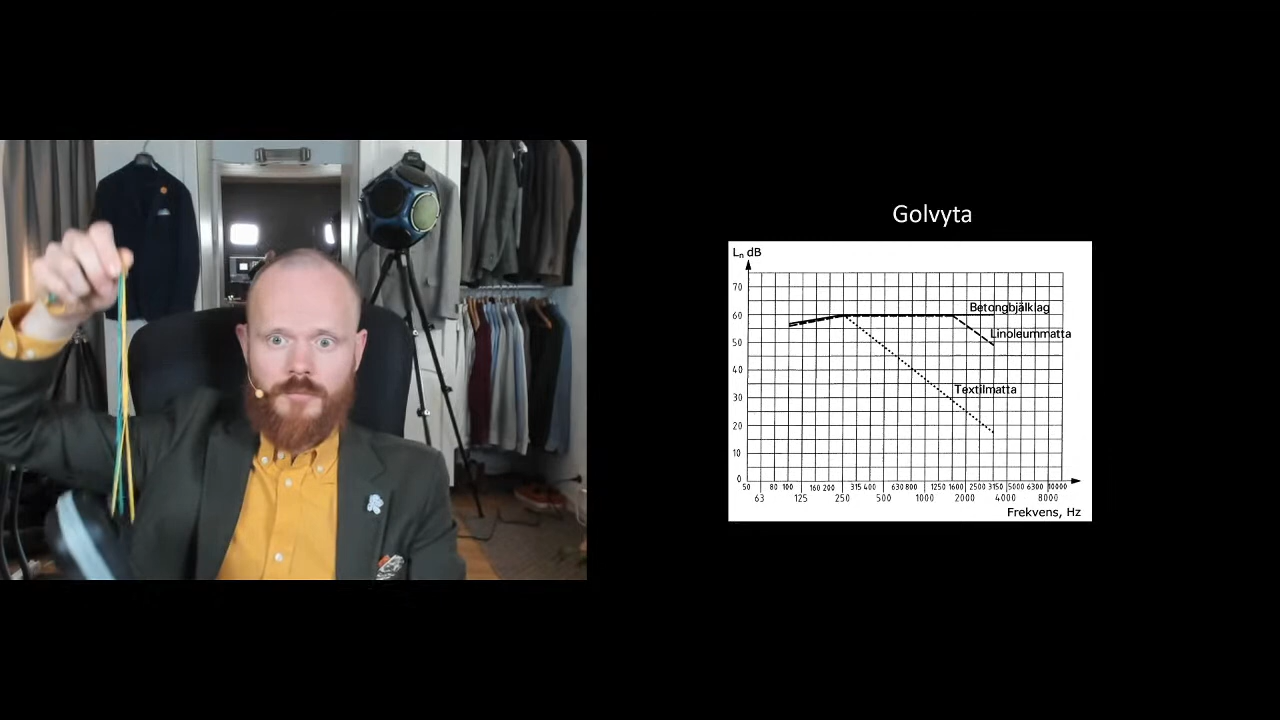 Golvyta
Lₙ dB
70
60
50
40
30
20
10
0
Betongbjälklag
Linoleummatta
Textilmatta
50 80 100 160 200 315 400 630 800 1250 1600 2500 3150 5000 6300 10000
63 125 250 500 1000 2000 4000 8000
Frekvens, Hz